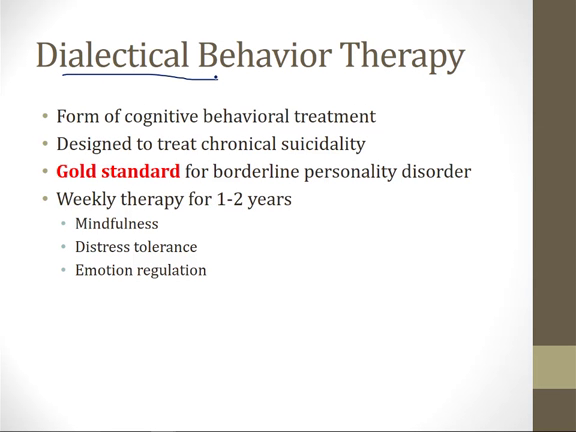 Dialectical Behavior Therapy
• Form of cognitive behavioral treatment
• Designed to treat chronical suicidality
• Gold standard for borderline personality disorder
• Weekly therapy for 1-2 years
• Mindfulness
• Distress tolerance
• Emotion regulation